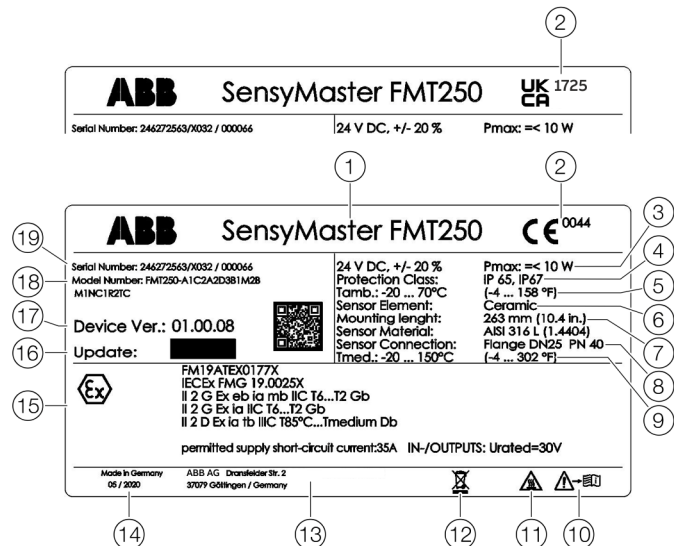 2
ABB SensyMaster FMT250 UK CA 1725
Serial Number: 246272563/X032 / 000066 24 V DC, +/- 20 % Pmax: =< 10 W
1 2
ABB SensyMaster FMT250 CE 0044
3
19 Serial Number: 246272563/X032 / 000066 24 V DC, +/- 20 % Pmax: =< 10 W 4
18 Model Number: FMT250-A1C2A2D3B1M2B Protection Class: IP 65, IP67
M1NC1R2TC Tamb.: -20 ... 70°C (-4 ... 158 °F) 5
Sensor Element: Ceramic 6
17 Device Ver.: 01.00.08 Mounting lenght: 263 mm (10.4 in.) 7
Sensor Material: AISI 316 L (1.4404)
16 Update: Sensor Connection: Flange DN25 PN 40 8
Tmed.: -20 ... 150°C (-4 ... 302 °F) 9
FM19ATEX0177X
IECEx FMG 19.0025X
15 Ex II 2 G Ex eb ia mb IIC T6...T2 Gb
II 2 G Ex ia IIC T6...T2 Gb
II 2 D Ex ia tb IIIC T85°C...Tmedium Db
permitted supply short-circuit current:35A IN-/OUTPUTS: Urated=30V
Made in Germany ABB AG Dransfelder Str. 2
05 / 2020 37079 Göttingen / Germany
14 13 12 11 10